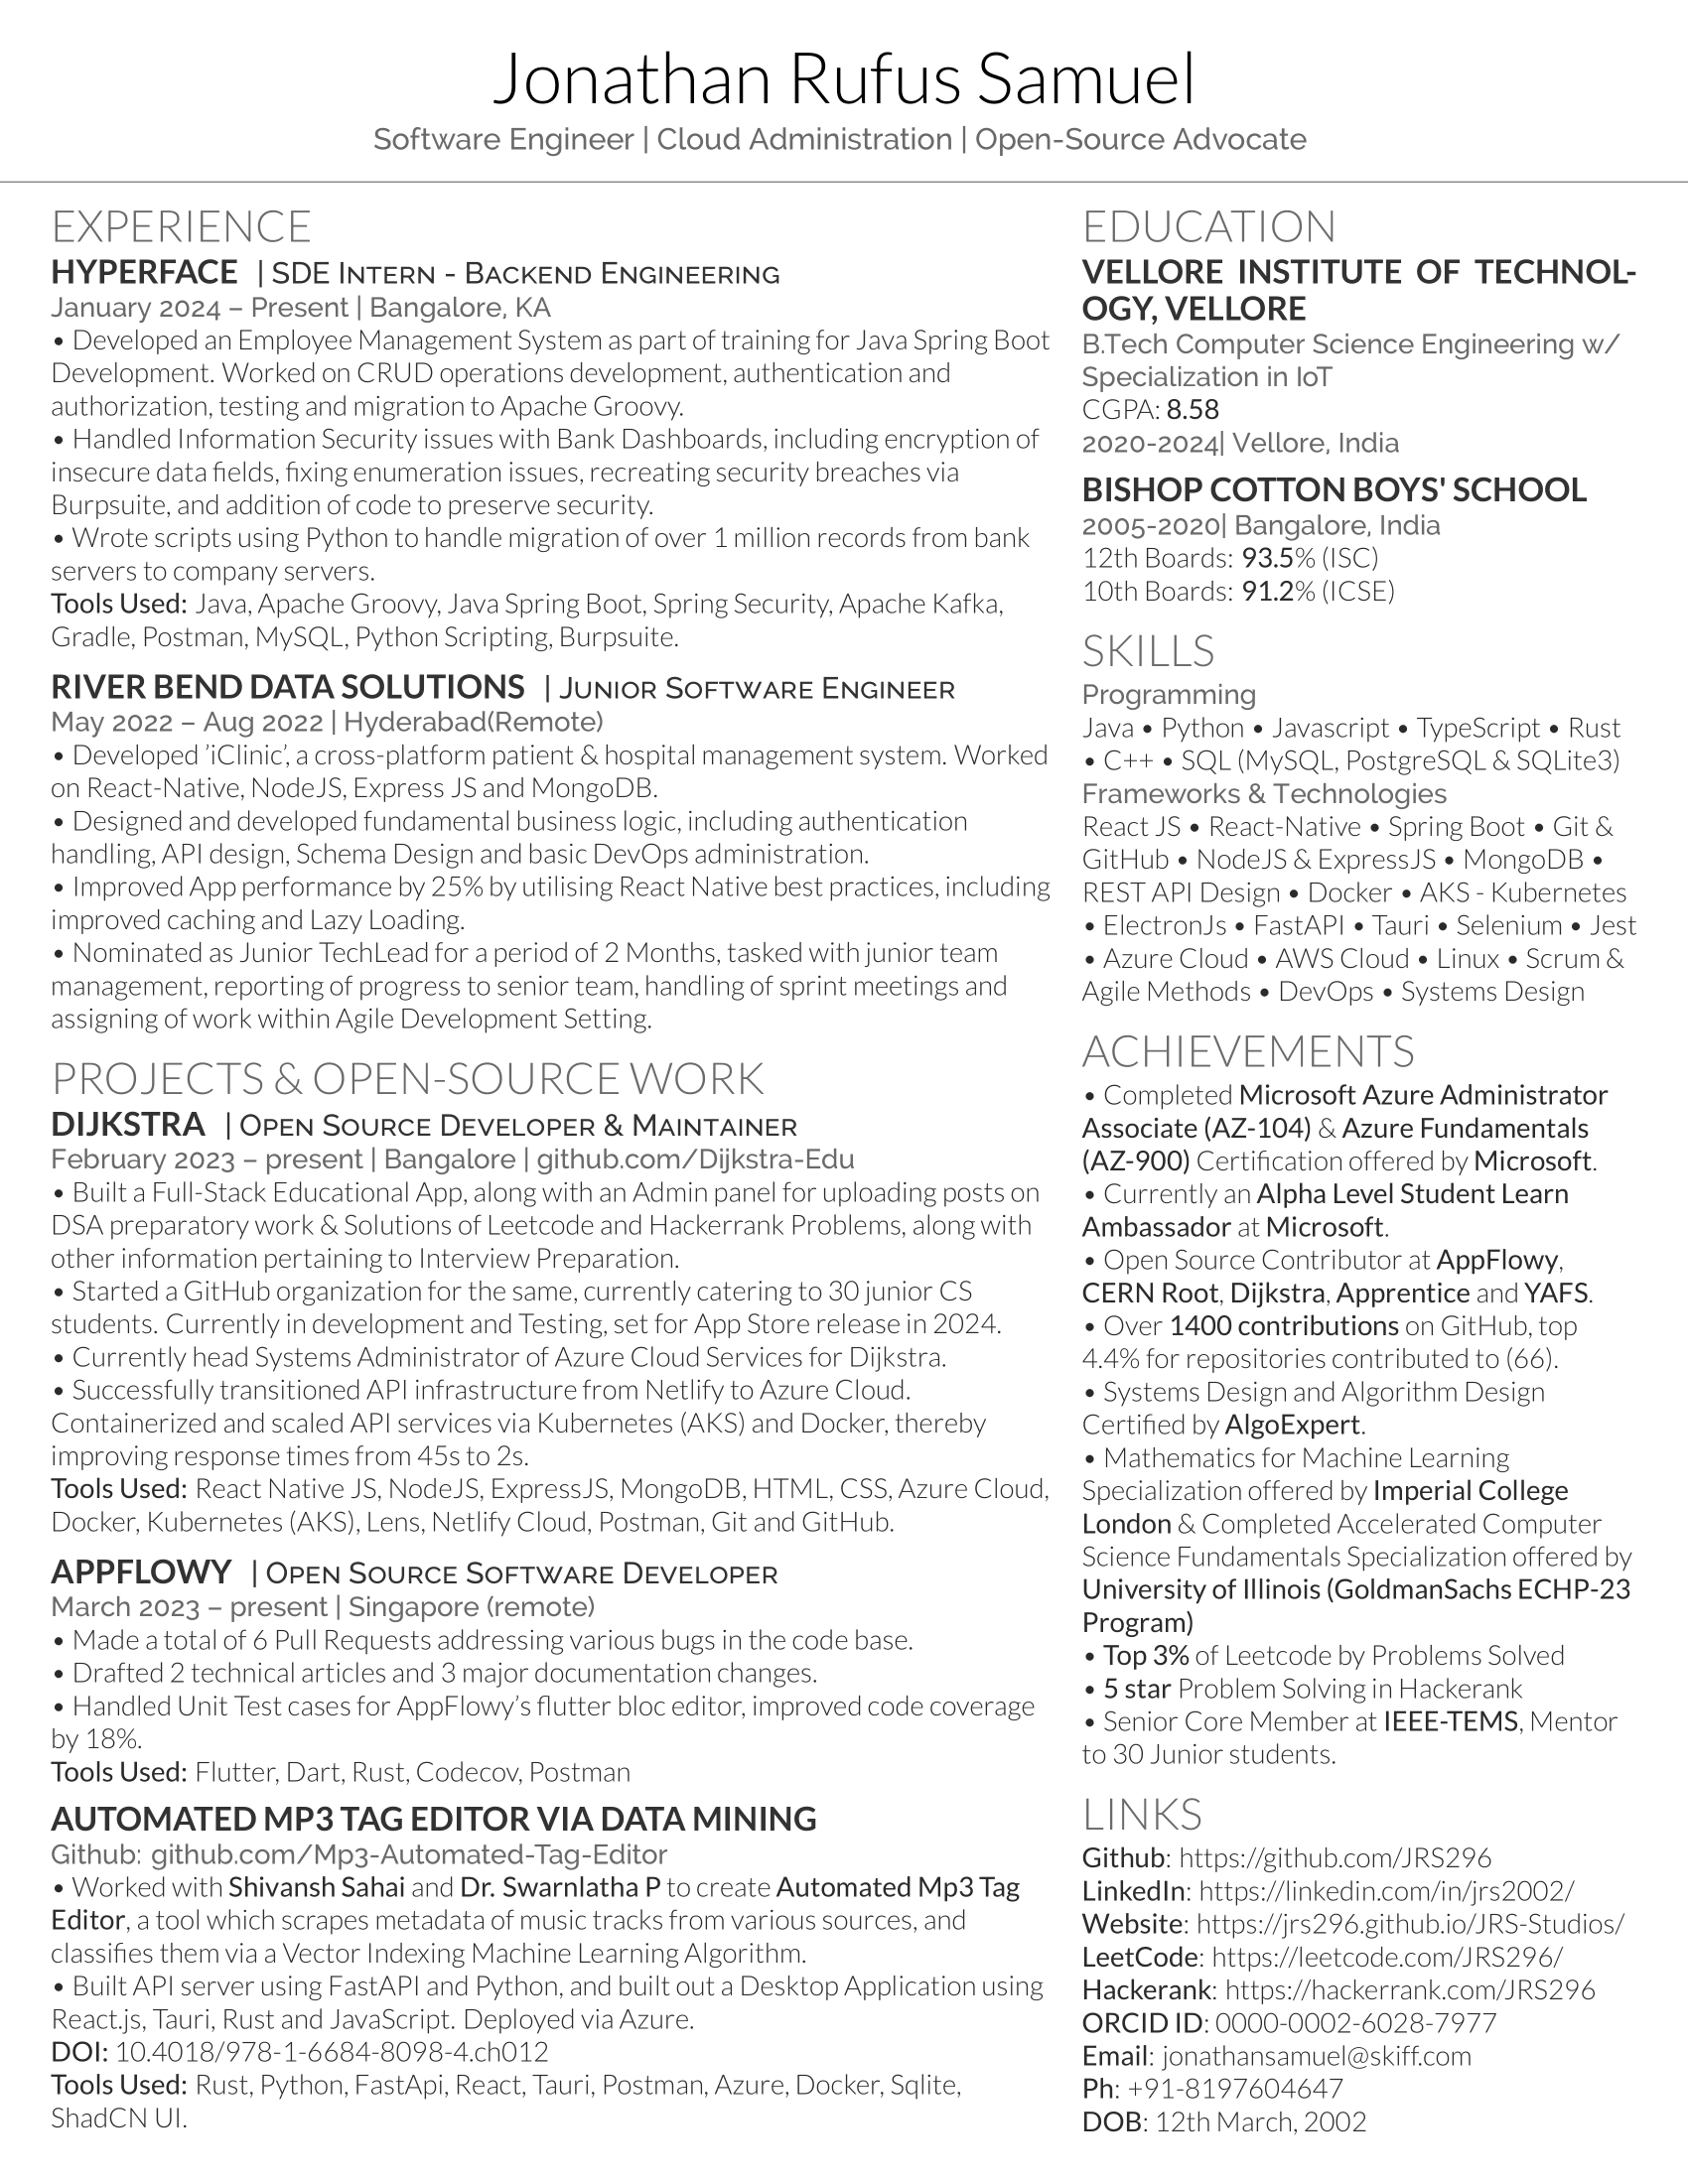 Jonathan Rufus Samuel
Software Engineer | Cloud Administration | Open-Source Advocate
EXPERIENCE
HYPERFACE | SDE Intern - Backend Engineering
January 2024 – Present | Bangalore, KA
• Developed an Employee Management System as part of training for Java Spring Boot
Development. Worked on CRUD operations development, authentication and
authorization, testing and migration to Apache Groovy.
• Handled Information Security issues with Bank Dashboards, including encryption of
insecure data fields, fixing enumeration issues, recreating security breaches via
Burpsuite, and addition of code to preserve security.
• Wrote scripts using Python to handle migration of over 1 million records from bank
servers to company servers.
Tools Used: Java, Apache Groovy, Java Spring Boot, Spring Security, Apache Kafka,
Gradle, Postman, MySQL, Python Scripting, Burpsuite.
RIVER BEND DATA SOLUTIONS | Junior Software Engineer
May 2022 – Aug 2022 | Hyderabad(Remote)
• Developed ’iClinic’, a cross-platform patient & hospital management system. Worked
on React-Native, NodeJS, Express JS and MongoDB.
• Designed and developed fundamental business logic, including authentication
handling, API design, Schema Design and basic DevOps administration.
• Improved App performance by 25% by utilising React Native best practices, including
improved caching and Lazy Loading.
• Nominated as Junior TechLead for a period of 2 Months, tasked with junior team
management, reporting of progress to senior team, handling of sprint meetings and
assigning of work within Agile Development Setting.
PROJECTS & OPEN-SOURCE WORK
DIJKSTRA | Open Source Developer & Maintainer
February 2023 – present | Bangalore | github.com/Dijkstra-Edu
• Built a Full-Stack Educational App, along with an Admin panel for uploading posts on
DSA preparatory work & Solutions of Leetcode and Hackerrank Problems, along with
other information pertaining to Interview Preparation.
• Started a GitHub organization for the same, currently catering to 30 junior CS
students. Currently in development and Testing, set for App Store release in 2024.
• Currently head Systems Administrator of Azure Cloud Services for Dijkstra.
• Successfully transitioned API infrastructure from Netlify to Azure Cloud.
Containerized and scaled API services via Kubernetes (AKS) and Docker, thereby
improving response times from 45s to 2s.
Tools Used: React Native JS, NodeJS, ExpressJS, MongoDB, HTML, CSS, Azure Cloud,
Docker, Kubernetes (AKS), Lens, Netlify Cloud, Postman, Git and GitHub.
APPFLOWY | Open Source Software Developer
March 2023 – present | Singapore (remote)
• Made a total of 6 Pull Requests addressing various bugs in the code base.
• Drafted 2 technical articles and 3 major documentation changes.
• Handled Unit Test cases for AppFlowy’s flutter bloc editor, improved code coverage
by 18%.
Tools Used: Flutter, Dart, Rust, Codecov, Postman
AUTOMATED MP3 TAG EDITOR VIA DATA MINING
Github: github.com/Mp3-Automated-Tag-Editor
• Worked with Shivansh Sahai and Dr. Swarnlatha P to create Automated Mp3 Tag
Editor, a tool which scrapes metadata of music tracks from various sources, and
classifies them via a Vector Indexing Machine Learning Algorithm.
• Built API server using FastAPI and Python, and built out a Desktop Application using
React.js, Tauri, Rust and JavaScript. Deployed via Azure.
DOI: 10.4018/978-1-6684-8098-4.ch012
Tools Used: Rust, Python, FastApi, React, Tauri, Postman, Azure, Docker, Sqlite,
ShadCN UI.
EDUCATION
VELLORE INSTITUTE OF TECHNOL-
OGY, VELLORE
B.Tech Computer Science Engineering w/
Specialization in IoT
CGPA: 8.58
2020-2024| Vellore, India
BISHOP COTTON BOYS' SCHOOL
2005-2020| Bangalore, India
12th Boards: 93.5% (ISC)
10th Boards: 91.2% (ICSE)
SKILLS
Programming
Java • Python • Javascript • TypeScript • Rust
• C++ • SQL (MySQL, PostgreSQL & SQLite3)
Frameworks & Technologies
React JS • React-Native • Spring Boot • Git &
GitHub • NodeJS & ExpressJS • MongoDB •
REST API Design • Docker • AKS - Kubernetes
• ElectronJs • FastAPI • Tauri • Selenium • Jest
• Azure Cloud • AWS Cloud • Linux • Scrum &
Agile Methods • DevOps • Systems Design
ACHIEVEMENTS
• Completed Microsoft Azure Administrator
Associate (AZ-104) & Azure Fundamentals
(AZ-900) Certification offered by Microsoft.
• Currently an Alpha Level Student Learn
Ambassador at Microsoft.
• Open Source Contributor at AppFlowy,
CERN Root, Dijkstra, Apprentice and YAFS.
• Over 1400 contributions on GitHub, top
4.4% for repositories contributed to (66).
• Systems Design and Algorithm Design
Certified by AlgoExpert.
• Mathematics for Machine Learning
Specialization offered by Imperial College
London & Completed Accelerated Computer
Science Fundamentals Specialization offered by
University of Illinois (GoldmanSachs ECHP-23
Program)
• Top 3% of Leetcode by Problems Solved
• 5 star Problem Solving in Hackerank
• Senior Core Member at IEEE-TEMS, Mentor
to 30 Junior students.
LINKS
Github: https://github.com/JRS296
LinkedIn: https://linkedin.com/in/jrs2002/
Website: https://jrs296.github.io/JRS-Studios/
LeetCode: https://leetcode.com/JRS296/
Hackerank: https://hackerrank.com/JRS296
ORCID ID: 0000-0002-6028-7977
Email: jonathansamuel@skiff.com
Ph: +91-8197604647
DOB: 12th March, 2002